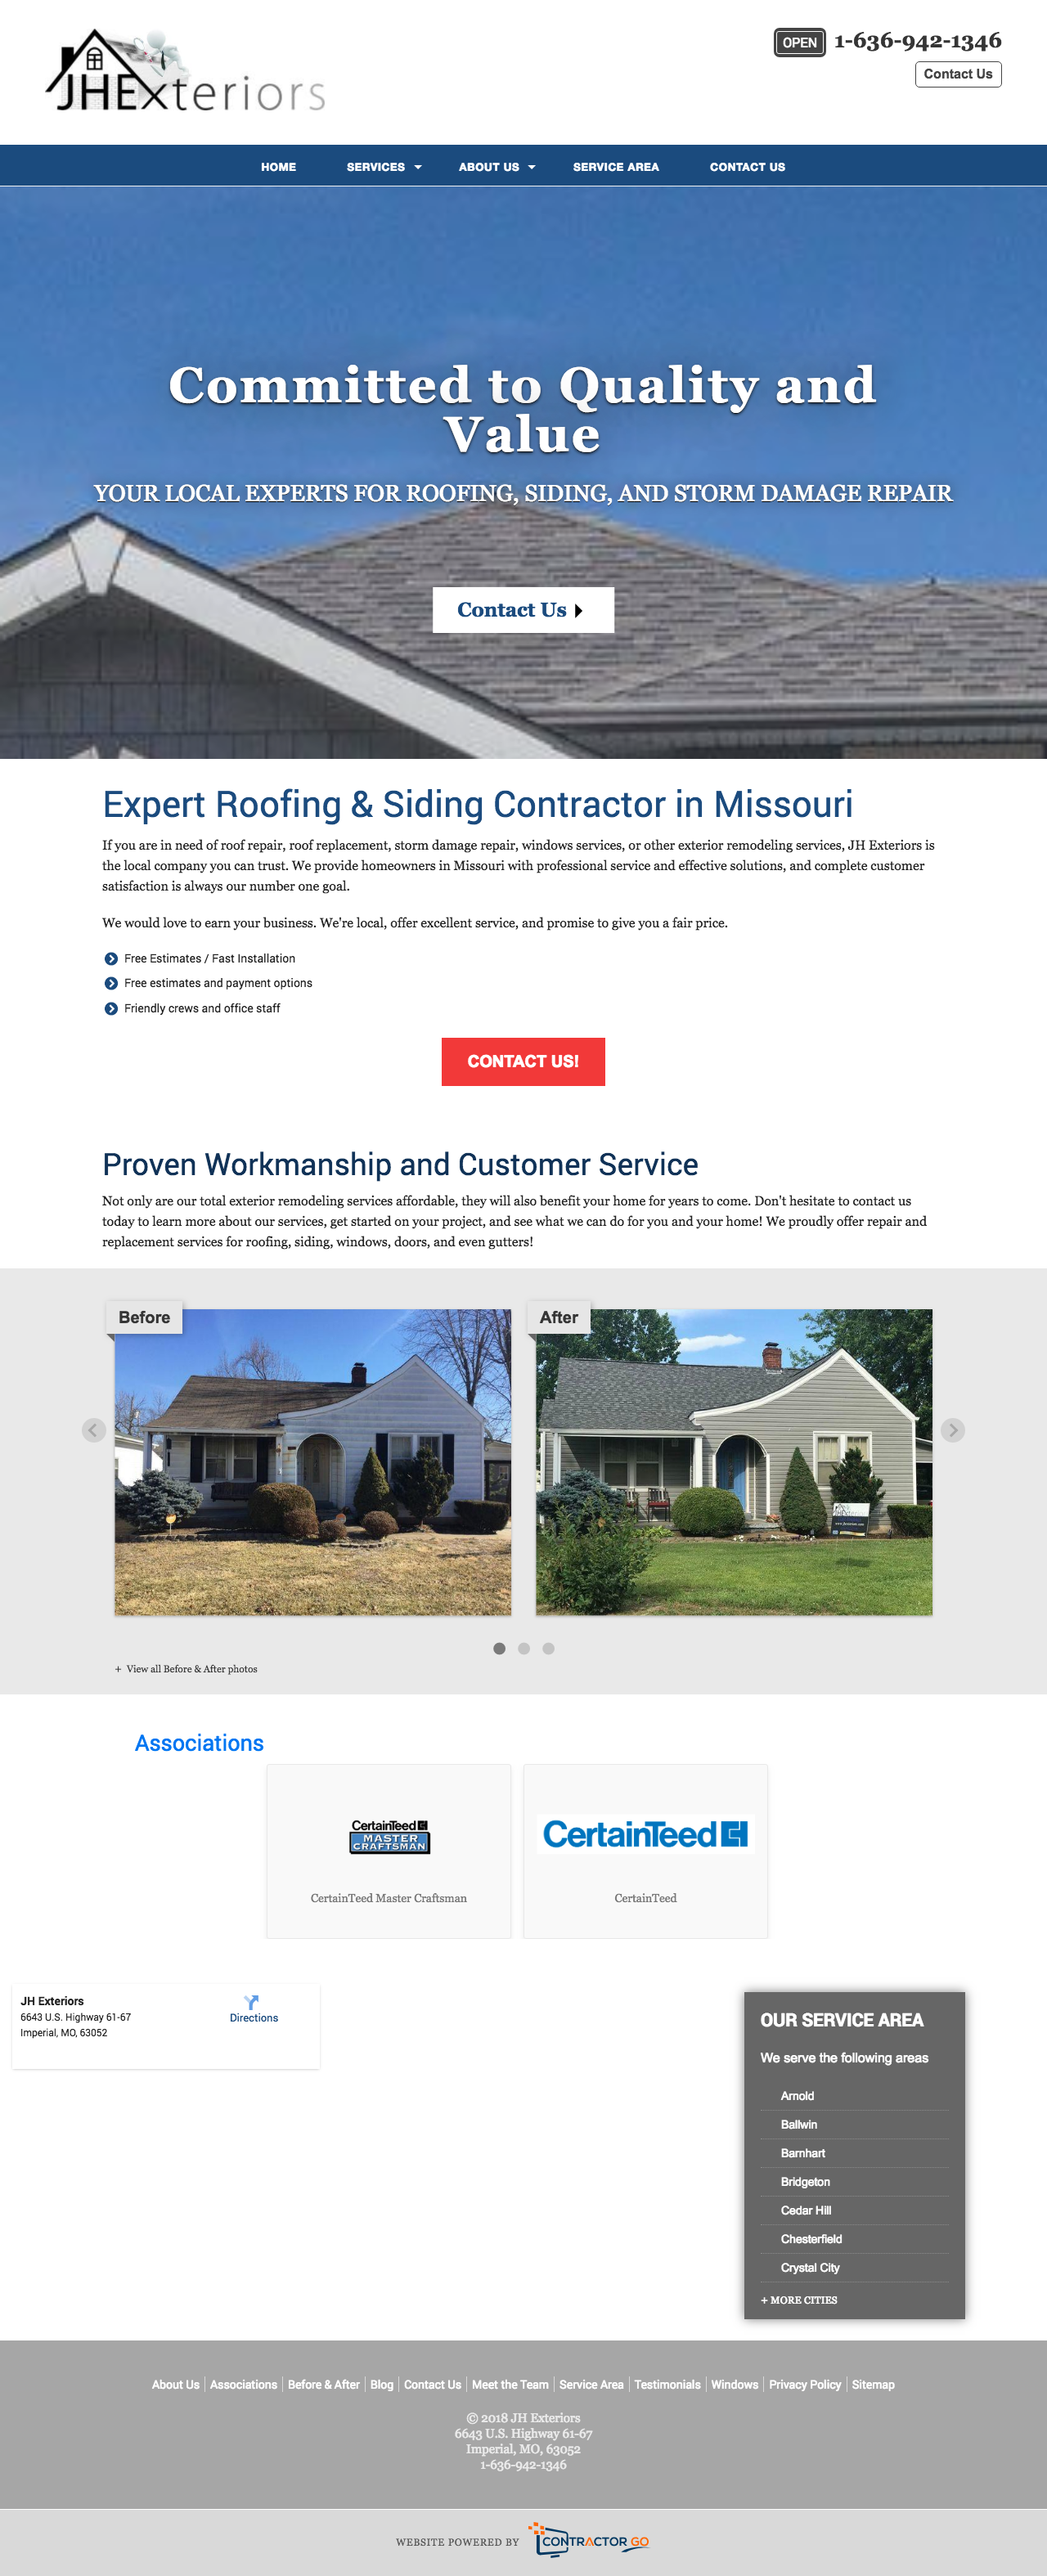 JHExteriors
OPEN 1-636-942-1346
Contact Us
HOME SERVICES ABOUT US SERVICE AREA CONTACT US
Committed to Quality and
Value
YOUR LOCAL EXPERTS FOR ROOFING, SIDING, AND STORM DAMAGE REPAIR
Contact Us
Expert Roofing & Siding Contractor in Missouri
If you are in need of roof repair, roof replacement, storm damage repair, windows services, or other exterior remodeling services, JH Exteriors is
the local company you can trust. We provide homeowners in Missouri with professional service and effective solutions, and complete customer
satisfaction is always our number one goal.
We would love to earn your business. We're local, offer excellent service, and promise to give you a fair price.
Free Estimates / Fast Installation
Free estimates and payment options
Friendly crews and office staff
CONTACT US!
Proven Workmanship and Customer Service
Not only are our total exterior remodeling services affordable, they will also benefit your home for years to come. Don't hesitate to contact us
today to learn more about our services, get started on your project, and see what we can do for you and your home! We proudly offer repair and
replacement services for roofing, siding, windows, doors, and even gutters!
Before After
+ View all Before & After photos
Associations
CertainTeed
MASTER
CRAFTSMAN
CertainTeed
CertainTeed Master Craftsman
CertainTeed
JH Exteriors
6643 U.S. Highway 61-67
Imperial, MO, 63052
Directions
OUR SERVICE AREA
We serve the following areas
Arnold
Ballwin
Barnhart
Bridgeton
Cedar Hill
Chesterfield
Crystal City
+ MORE CITIES
About Us | Associations | Before & After | Blog | Contact Us | Meet the Team | Service Area | Testimonials | Windows | Privacy Policy | Sitemap
© 2018 JH Exteriors
6643 U.S. Highway 61-67
Imperial, MO, 63052
1-636-942-1346
WEBSITE POWERED BY CONTRACTOR GO